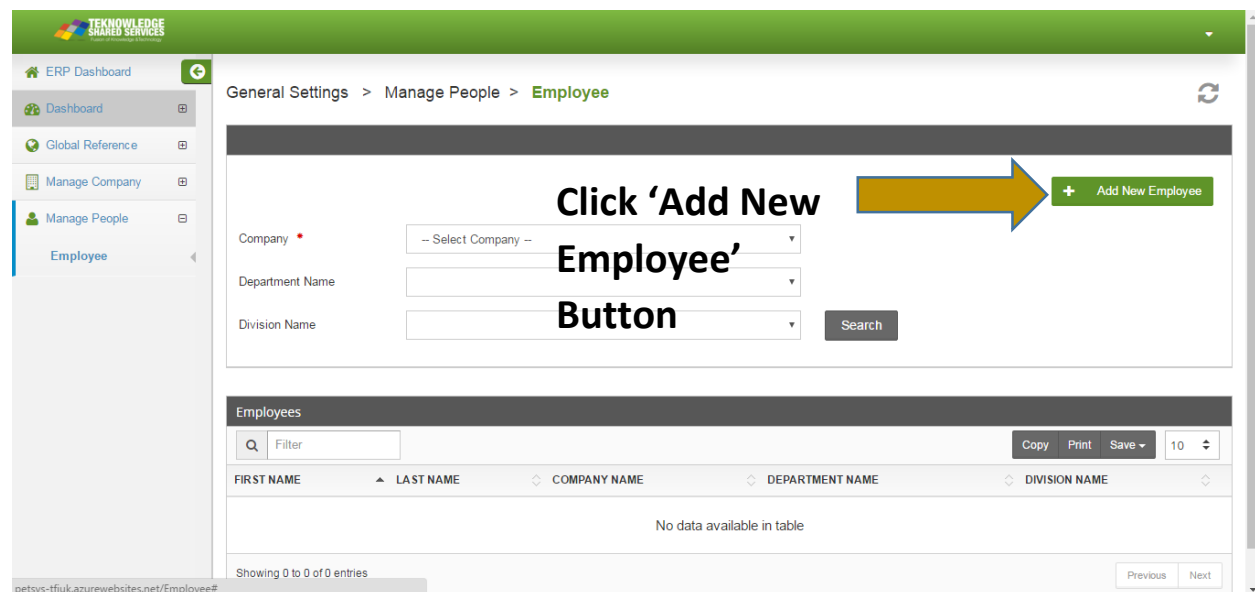 TEKNOWLEDGE
SHARED SERVICES
ERP Dashboard
Dashboard
Global Reference
Manage Company
Manage People
Employee
General Settings > Manage People > Employee
+ Add New Employee
Click ‘Add New
Employee’
Button
Company *
-- Select Company --
Department Name
Division Name
Search
Employees
Filter
Copy Print Save 10
FIRST NAME LAST NAME COMPANY NAME DEPARTMENT NAME DIVISION NAME
No data available in table
Showing 0 to 0 of 0 entries
Previous Next
petsys-tfiuk.azurewebsites.net/Employee#